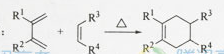 :
R¹ R³ △ R¹ R³
+
R² R⁴ R² R⁴